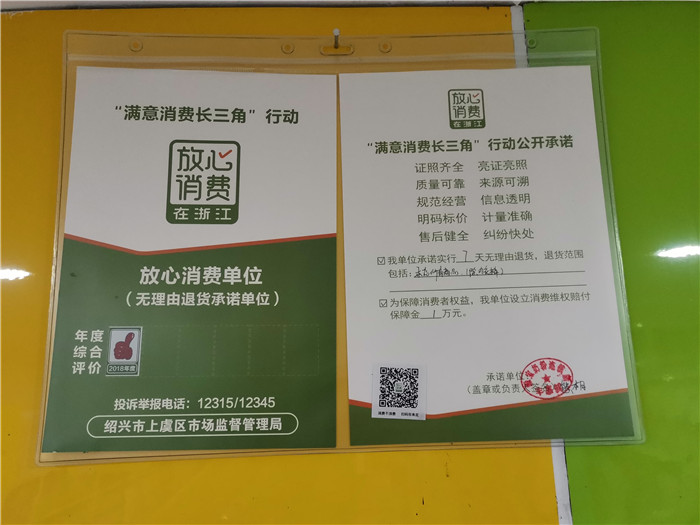 “满意消费长三角”行动
放心
消费
在浙江
放心消费单位
（无理由退货承诺单位）
年度
综合
评价
2018年度
投诉举报电话：12315/12345
绍兴市上虞区市场监督管理局
放心
消费
在浙江
“满意消费长三角”行动公开承诺
证照齐全 亮证亮照
质量可靠 来源可溯
规范经营 信息透明
明码标价 计量准确
售后健全 纠纷快处
我单位承诺实行 7 天无理由退货，退货范围
包括：
为保障消费者权益，我单位设立消费维权赔付
保障金 1 万元。
承诺单位
（盖章或负责人